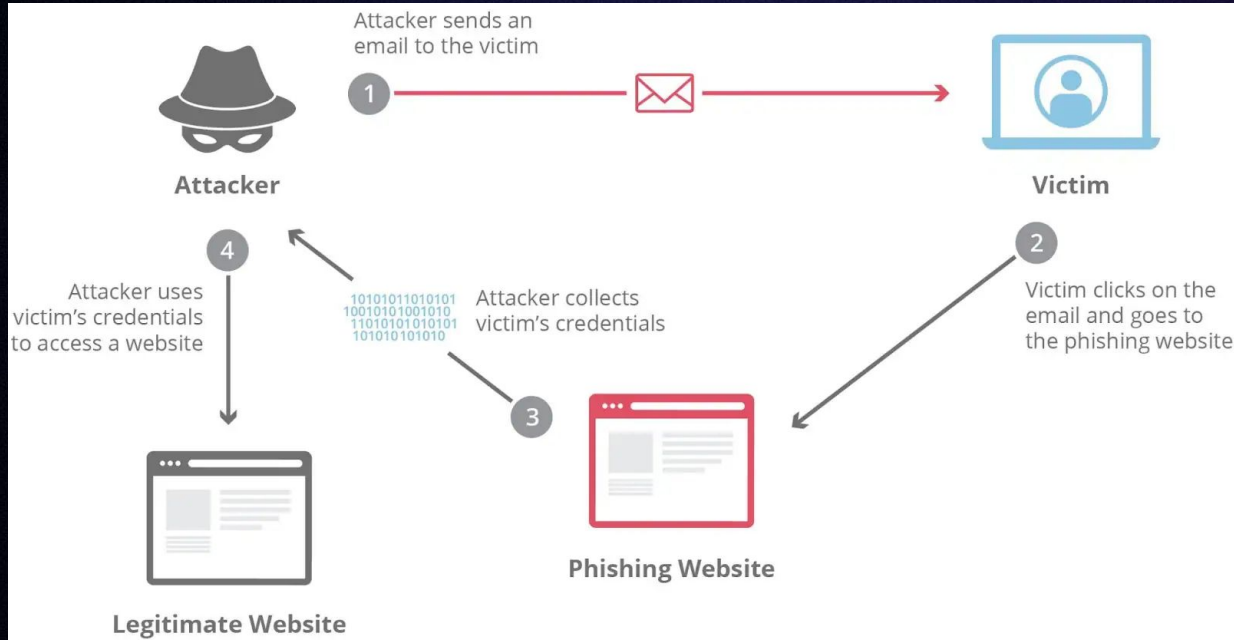 Attacker sends an
email to the victim
1
Attacker
Victim
4
2
Attacker uses
victim's credentials
to access a website
10101011010101
10010101001010
11010101010101
101010101010
Attacker collects
victim's credentials
Victim clicks on the
email and goes to
the phishing website
3
Phishing Website
Legitimate Website